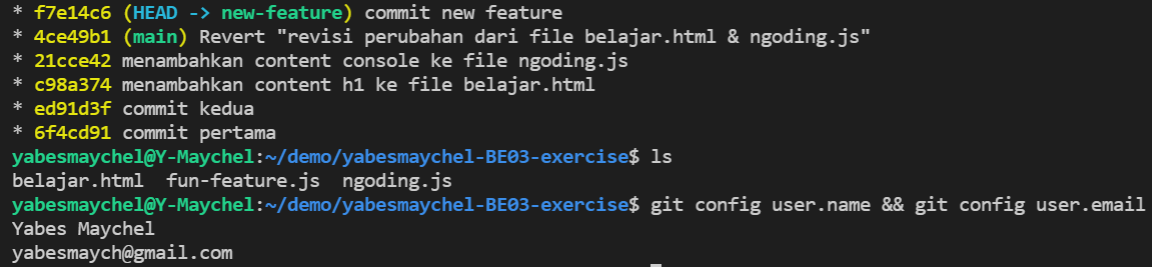 * f7e14c6 (HEAD -> new-feature) commit new feature
* 4ce49b1 (main) Revert "revisi perubahan dari file belajar.html & ngoding.js"
* 21cce42 menambahkan content console ke file ngoding.js
* c98a374 menambahkan content h1 ke file belajar.html
* ed91d3f commit kedua
* 6f4cd91 commit pertama
yabesmaychel@Y-Maychel:~/demo/yabesmaychel-BE03-exercise$ ls
belajar.html  fun-feature.js  ngoding.js
yabesmaychel@Y-Maychel:~/demo/yabesmaychel-BE03-exercise$ git config user.name && git config user.email
Yabes Maychel
yabesmaych@gmail.com